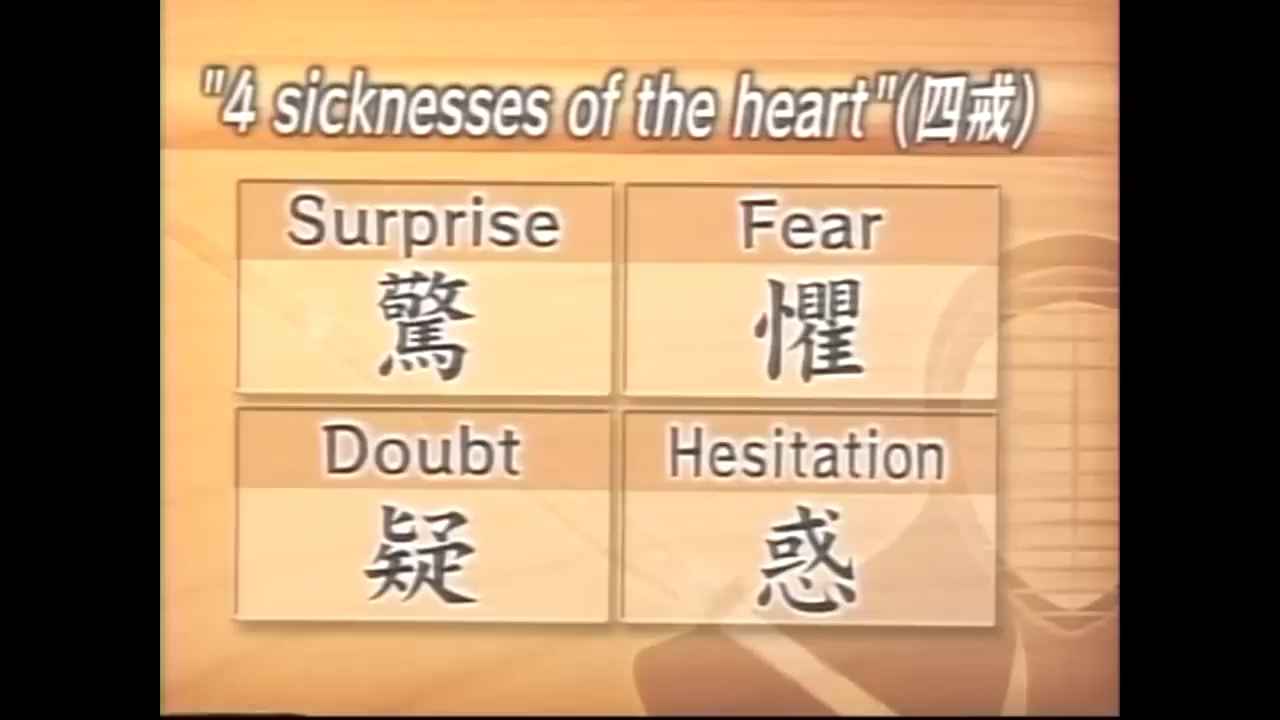 "4 sicknesses of the heart"(四戒)
Surprise
驚
Fear
懼
Doubt
疑
Hesitation
惑